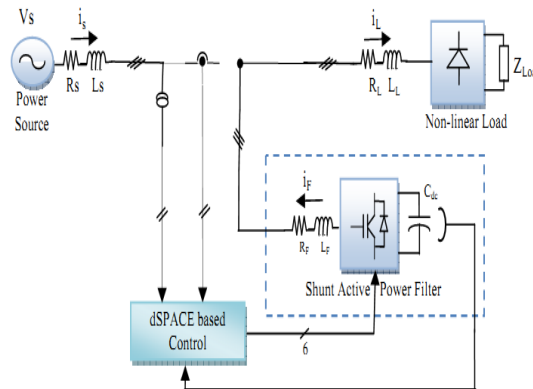 Vs
Power
Source
is
Rs Ls
iL
RL LL
ZLoa
Non-linear Load
iF
RF LF
Cdc
Shunt Active Power Filter
dSPACE based
Control
6